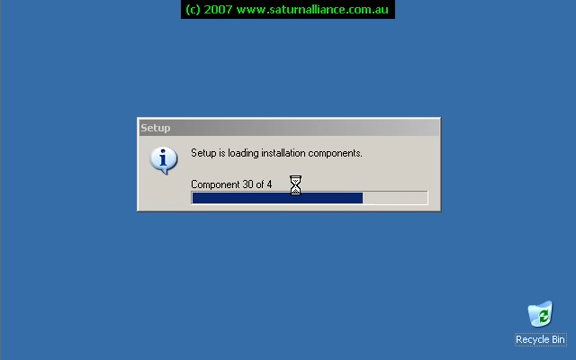 (c) 2007 www.saturnalliance.com.au
Setup
Setup is loading installation components.
Component 30 of 4
Recycle Bin